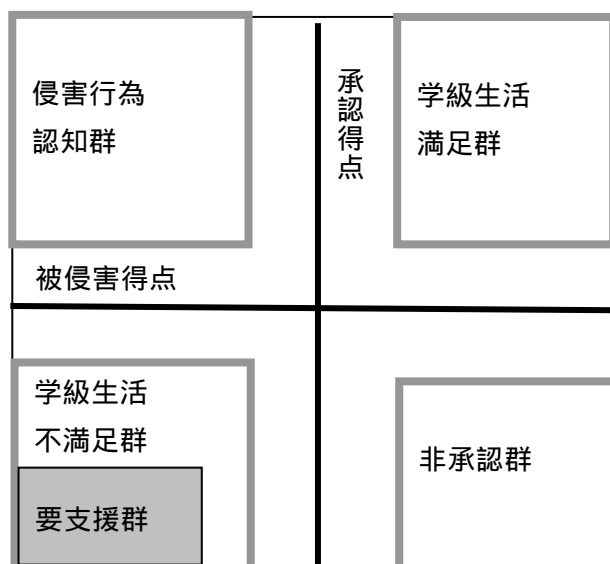 侵害行為
認知群
承認得点
学級生活
満足群
被侵害得点
学級生活
不満足群
要支援群
非承認群